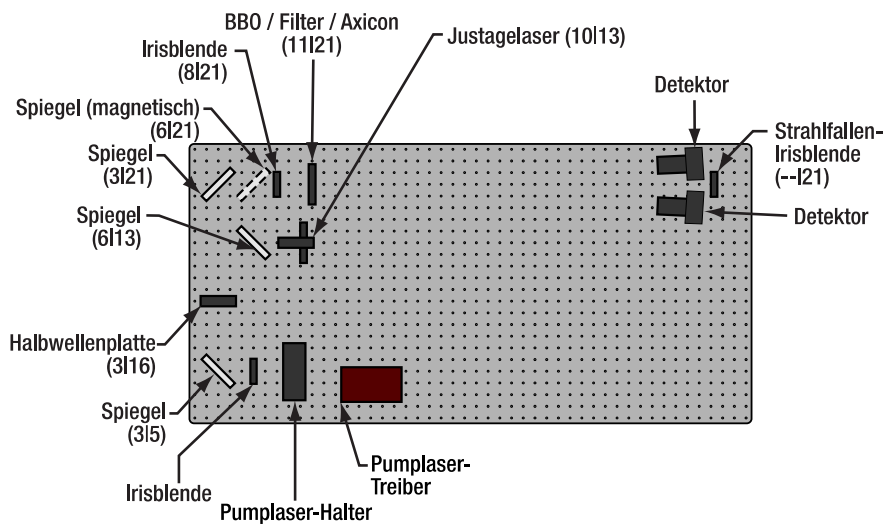 BBO / Filter / Axicon
(11|21)
Justagelaser (10|13)
Irisblende
(8|21)
Spiegel (magnetisch)
(6|21)
Spiegel
(3|21)
Spiegel
(6|13)
Halbwellenplatte
(3|16)
Spiegel
(3|5)
Irisblende
Pumplaser-Halter
Pumplaser-
Treiber
Detektor
Strahlfallen-
Irisblende
(--|21)
Detektor